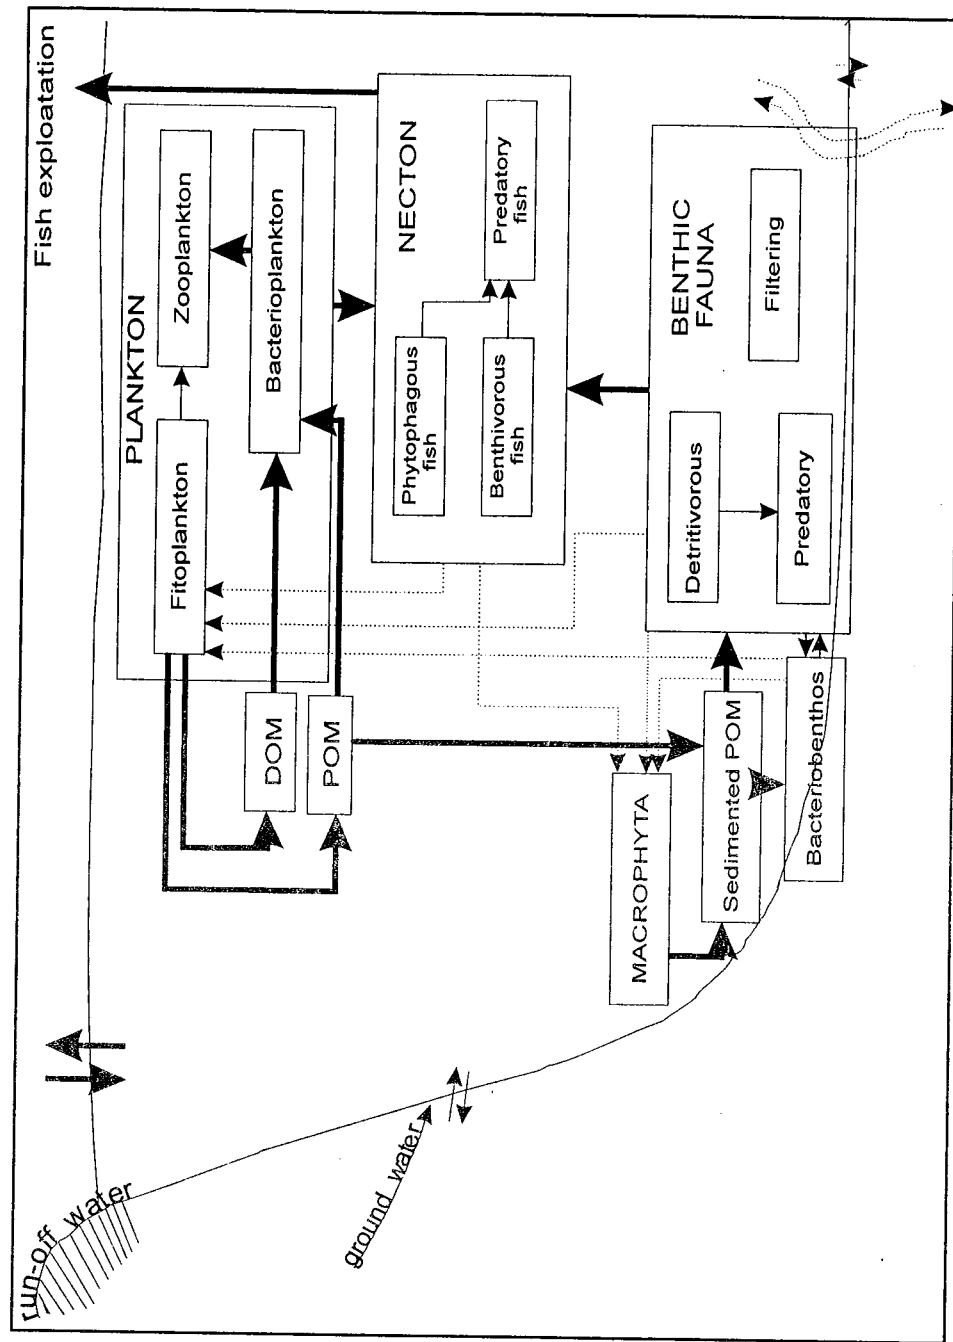 Fish exploatation
PLANKTON
Fitoplankton
Zooplankton
Bacterioplankton
DOM
POM
NECTON
Phytophagous
fish
Benthivorous
fish
Predatory
fish
BENTHIC
FAUNA
Detritivorous
Predatory
Filtering
MACROPHYTA
Sedimented POM
Bacteriobenthos
run-off water
ground water